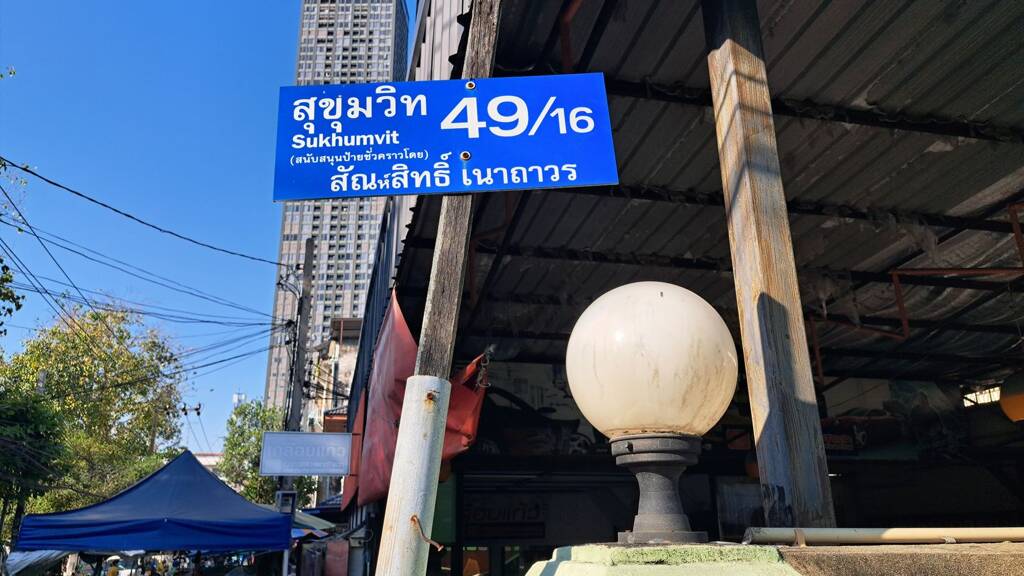 สุขุมวิท 49/16
Sukhumvit
(สนับสนุนป้ายชั่วคราวโดย)
สัณห์สิทธิ์ เนาถาวร